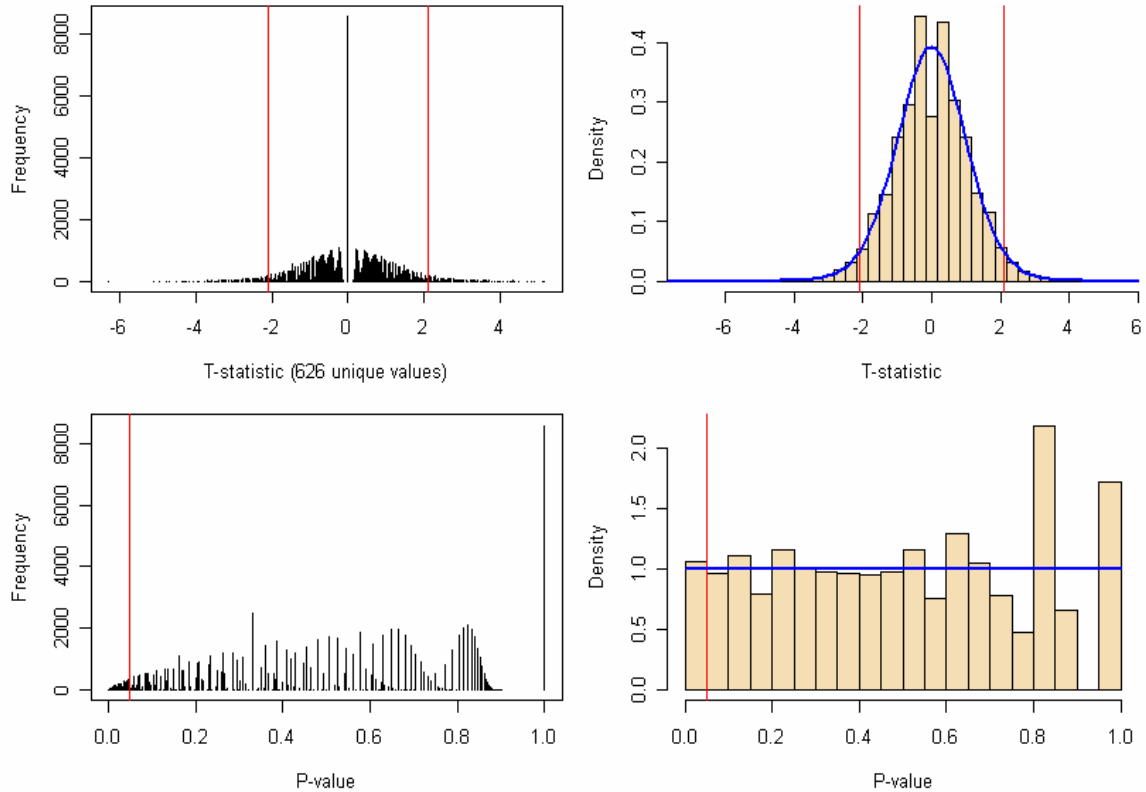 Frequency
0 2000 4000 6000 8000
-6 -4 -2 0 2 4
T-statistic (626 unique values)
Density
0.0 0.1 0.2 0.3 0.4
-6 -4 -2 0 2 4 6
T-statistic
Frequency
0 2000 4000 6000 8000
0.0 0.2 0.4 0.6 0.8 1.0
P-value
Density
0.0 0.5 1.0 1.5 2.0
0.0 0.2 0.4 0.6 0.8 1.0
P-value